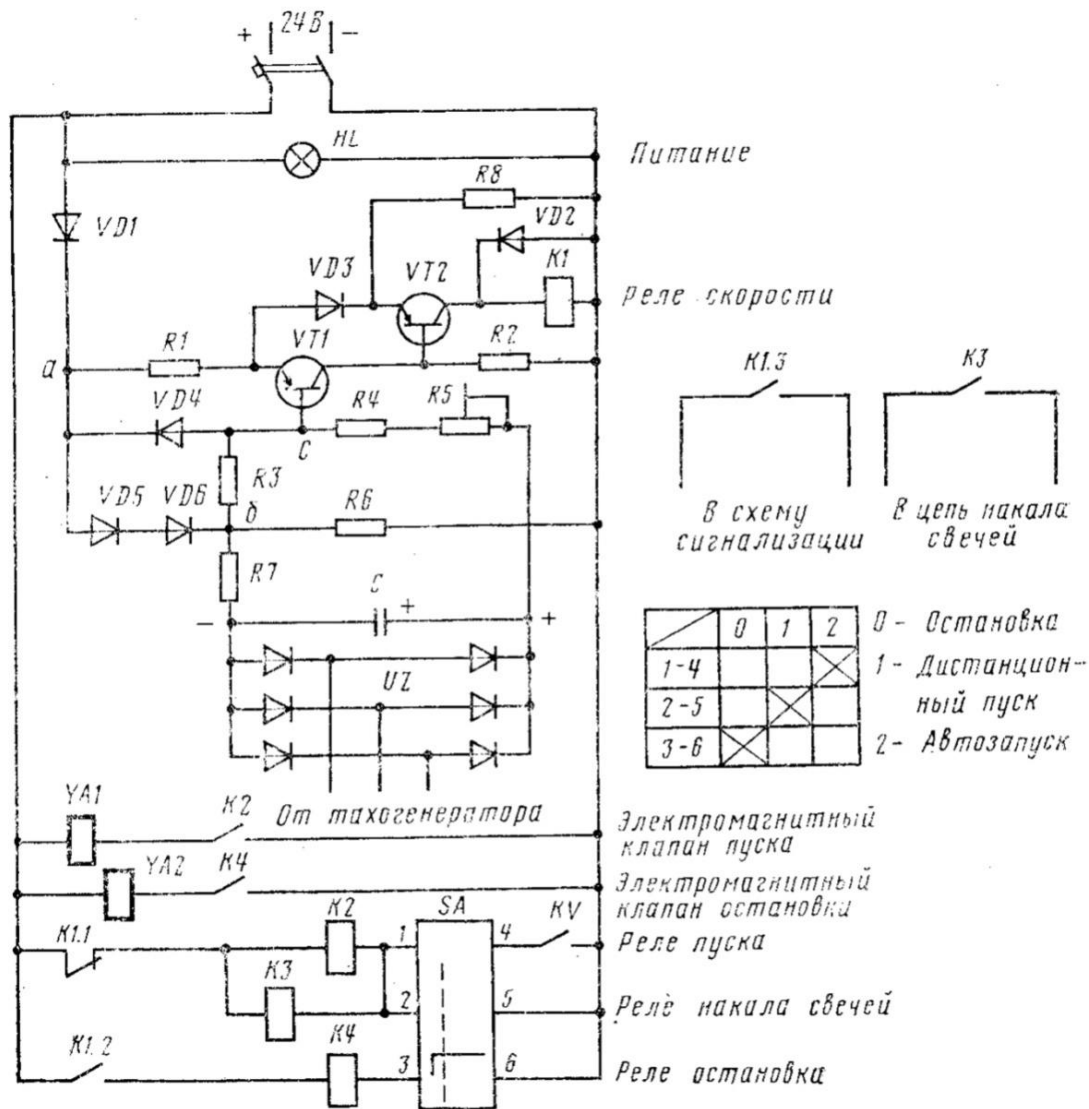 + 24В −
HL
Питание
R8
VD1
VD2
VD3
VT2
K1
Реле скорости
VT1
R1
R2
а
K1.3
K3
VD4
R4
R5
С
R3
VD5
VD6
б
R6
В схему
сигнализации
В цепь накала
свечей
R7
С
−
+
+
0
1
2
1-4
2-5
3-6
0 - Остановка
1 - Дистанцион-
ный пуск
2 - Автозапуск
UZ
От тахогенератора
YA1
K2
Электромагнитный
клапан пуска
YA2
K4
Электромагнитный
клапан остановки
K1.1
K2
SA
KV
1
4
Реле пуска
K3
2
5
Реле накала свечей
K1.2
K4
3
6
Реле остановка